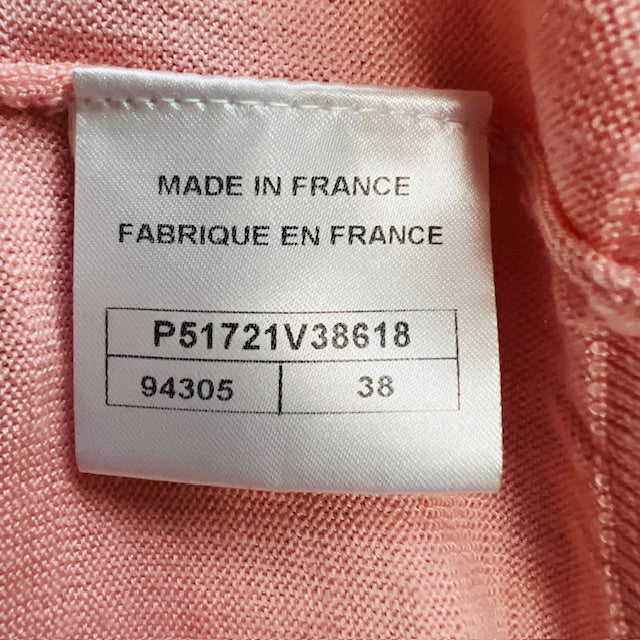 MADE IN FRANCE
FABRIQUE EN FRANCE
P51721V38618
94305 38